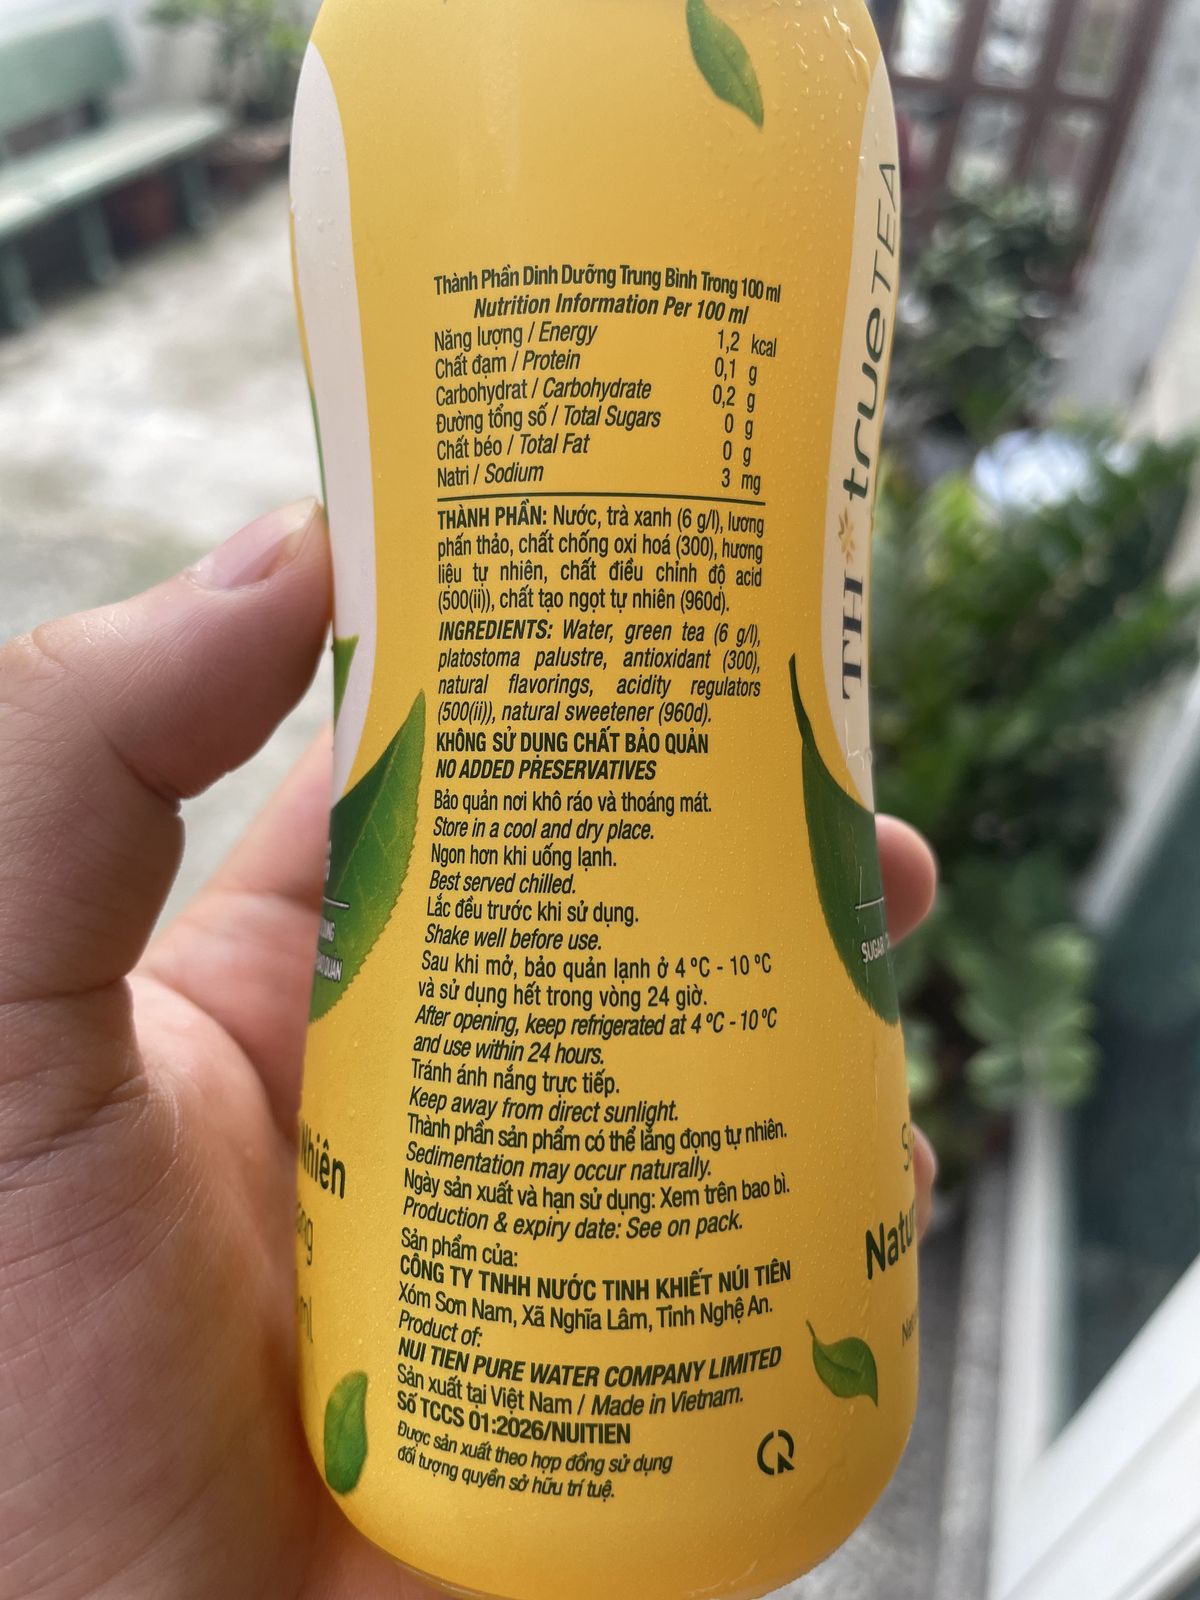 Thành Phần Dinh Dưỡng Trung Bình Trong 100 ml
Nutrition Information Per 100 ml
Năng lượng / Energy 1,2 kcal
Chất đạm / Protein 0,1 g
Carbohydrat / Carbohydrate 0,2 g
Đường tổng số / Total Sugars 0 g
Chất béo / Total Fat 0 g
Natri / Sodium 3 mg
THÀNH PHẦN: Nước, trà xanh (6 g/l), lương
phấn thảo, chất chống oxi hoá (300), hương
liệu tự nhiên, chất điều chỉnh độ acid
(500(ii)), chất tạo ngọt tự nhiên (960d).
INGREDIENTS: Water, green tea (6 g/l),
platostoma palustre, antioxidant (300),
natural flavorings, acidity regulators
(500(ii)), natural sweetener (960d).
KHÔNG SỬ DỤNG CHẤT BẢO QUẢN
NO ADDED PRESERVATIVES
Bảo quản nơi khô ráo và thoáng mát.
Store in a cool and dry place.
Ngon hơn khi uống lạnh.
Best served chilled.
Lắc đều trước khi sử dụng.
Shake well before use.
Sau khi mở, bảo quản lạnh ở 4 ºC - 10 ºC
và sử dụng hết trong vòng 24 giờ.
After opening, keep refrigerated at 4 ºC - 10 ºC
and use within 24 hours.
Tránh ánh nắng trực tiếp.
Keep away from direct sunlight.
Thành phần sản phẩm có thể lắng đọng tự nhiên.
Sedimentation may occur naturally.
Ngày sản xuất và hạn sử dụng: Xem trên bao bì.
Production & expiry date: See on pack.
Sản phẩm của:
CÔNG TY TNHH NƯỚC TINH KHIẾT NÚI TIÊN
Xóm Sơn Nam, Xã Nghĩa Lâm, Tỉnh Nghệ An.
Product of:
NUI TIEN PURE WATER COMPANY LIMITED
Sản xuất tại Việt Nam / Made in Vietnam.
Số TCCS 01:2026/NUITIEN
Được sản xuất theo hợp đồng sử dụng
đối tượng quyền sở hữu trí tuệ.
TH true TEA
SUGAR
Nhiên
ml